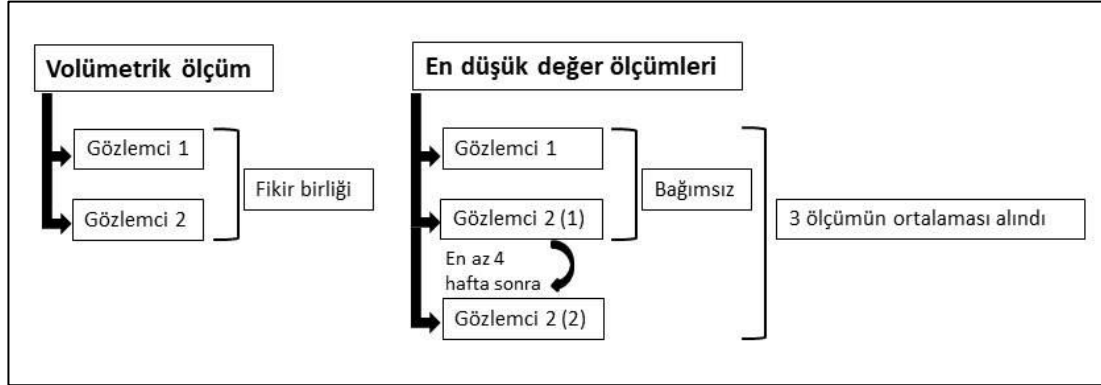 Volümetrik ölçüm
Gözlemci 1
Gözlemci 2
Fikir birliği
En düşük değer ölçümleri
Gözlemci 1
Gözlemci 2 (1)
En az 4
hafta sonra
Gözlemci 2 (2)
Bağımsız
3 ölçümün ortalaması alındı